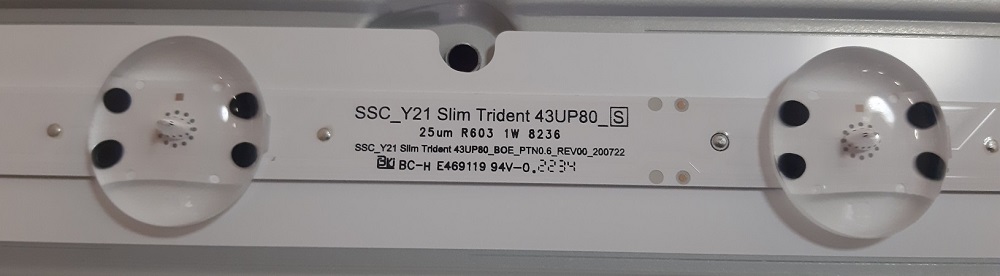 SSC_Y21 Slim Trident 43UP80_S
25um R603 1W 8236
SSC_Y21 Slim Trident 43UP80_BOE_PTN0.6_REV00_200722
BC-H E469119 94V-0. 2234